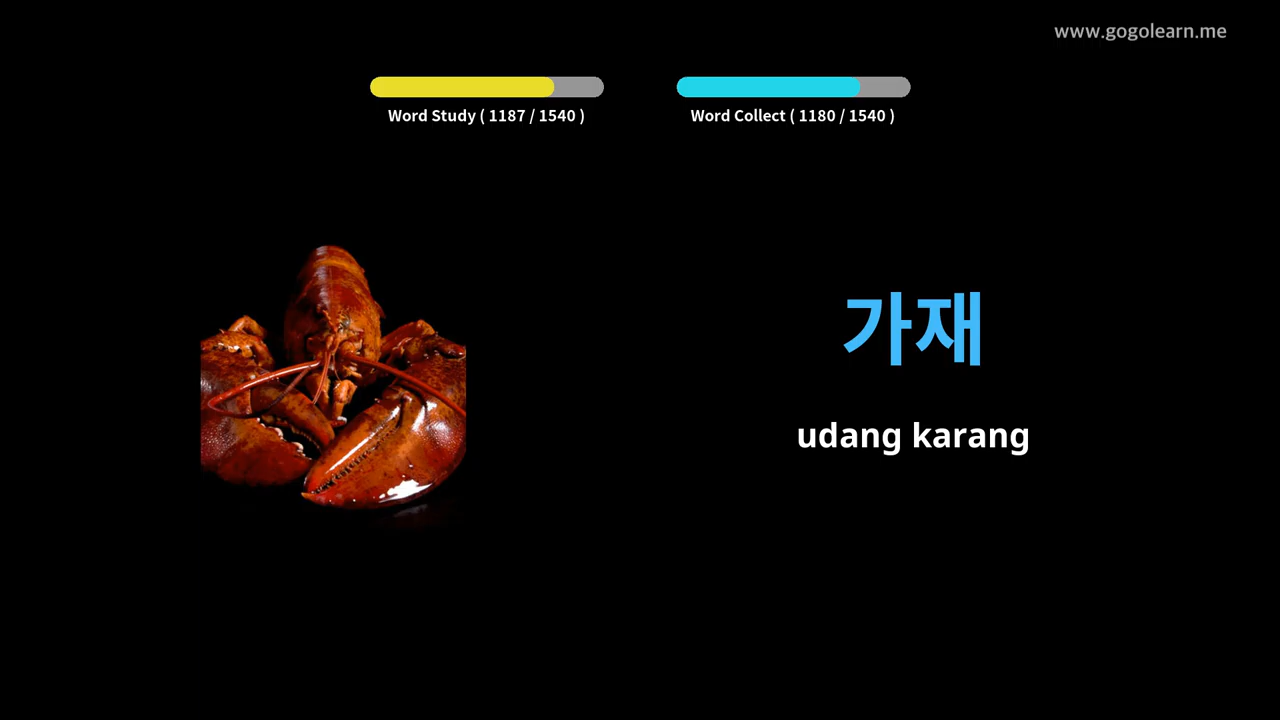 www.gogolearn.me
Word Study ( 1187 / 1540 )
Word Collect ( 1180 / 1540 )
가재
udang karang